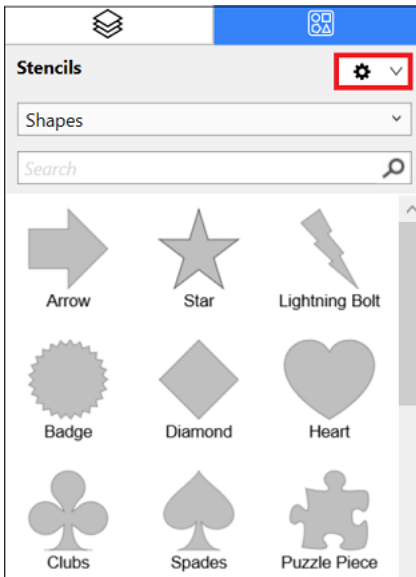 Stencils
Shapes
Search
Arrow Star Lightning Bolt
Badge Diamond Heart
Clubs Spades Puzzle Piece